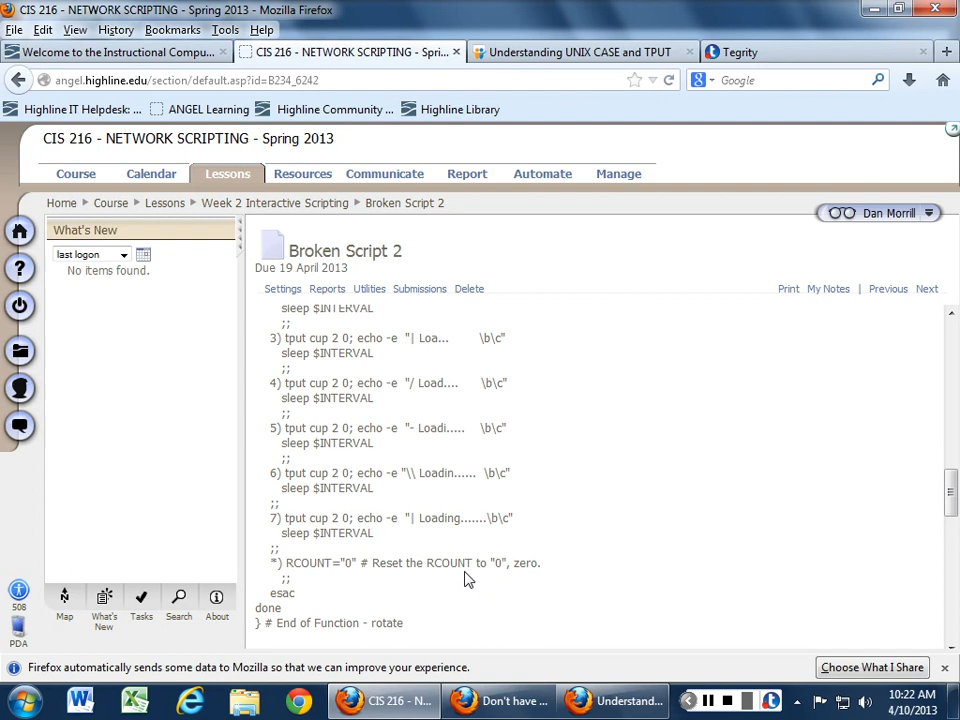 CIS 216 - NETWORK SCRIPTING - Spring 2013 - Mozilla Firefox
File Edit View History Bookmarks Tools Help
Welcome to the Instructional Compu... × CIS 216 - NETWORK SCRIPTING - Spri... × Understanding UNIX CASE and TPUT × Tegrity ×
angel.highline.edu/section/default.asp?id=B234_6242 Google
Highline IT Helpdesk: ... ANGEL Learning Highline Community ... Highline Library
CIS 216 - NETWORK SCRIPTING - Spring 2013
Course Calendar Lessons Resources Communicate Report Automate Manage
Home Course Lessons Week 2 Interactive Scripting Broken Script 2
Dan Morrill
What's New
last logon
No items found.
Broken Script 2
Due 19 April 2013
Settings Reports Utilities Submissions Delete Print My Notes | Previous Next
sleep $INTERVAL
;;
3) tput cup 2 0; echo -e "| Loa... \b\c"
sleep $INTERVAL
;;
4) tput cup 2 0; echo -e "/ Load.... \b\c"
sleep $INTERVAL
;;
5) tput cup 2 0; echo -e "- Loadi..... \b\c"
sleep $INTERVAL
;;
6) tput cup 2 0; echo -e "\\ Loadin...... \b\c"
sleep $INTERVAL
;;
7) tput cup 2 0; echo -e "| Loading.......\b\c"
sleep $INTERVAL
;;
*) RCOUNT="0" # Reset the RCOUNT to "0", zero.
;;
esac
done
} # End of Function - rotate
508
PDA
Map What's New Tasks Search About
Firefox automatically sends some data to Mozilla so that we can improve your experience. Choose What I Share ×
CIS 216 - N... Don't have ... Understand...
10:22 AM
4/10/2013